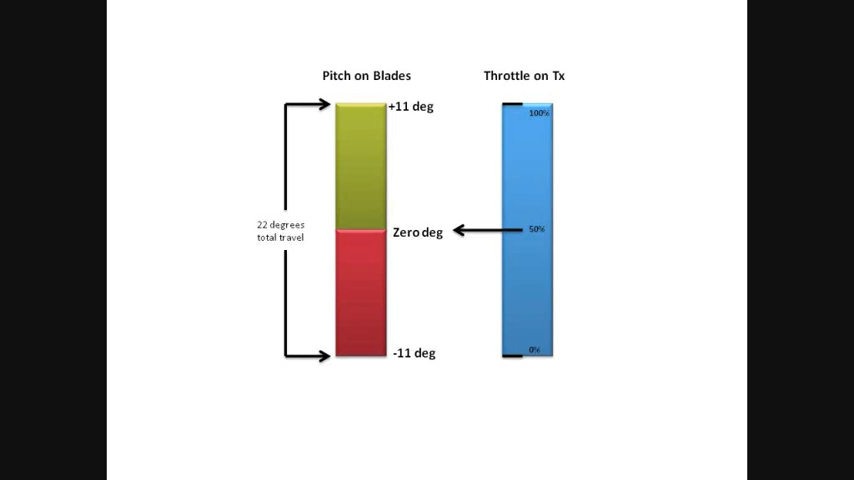 Pitch on Blades
Throttle on Tx
+11 deg
100%
22 degrees
total travel
Zero deg
50%
-11 deg
0%